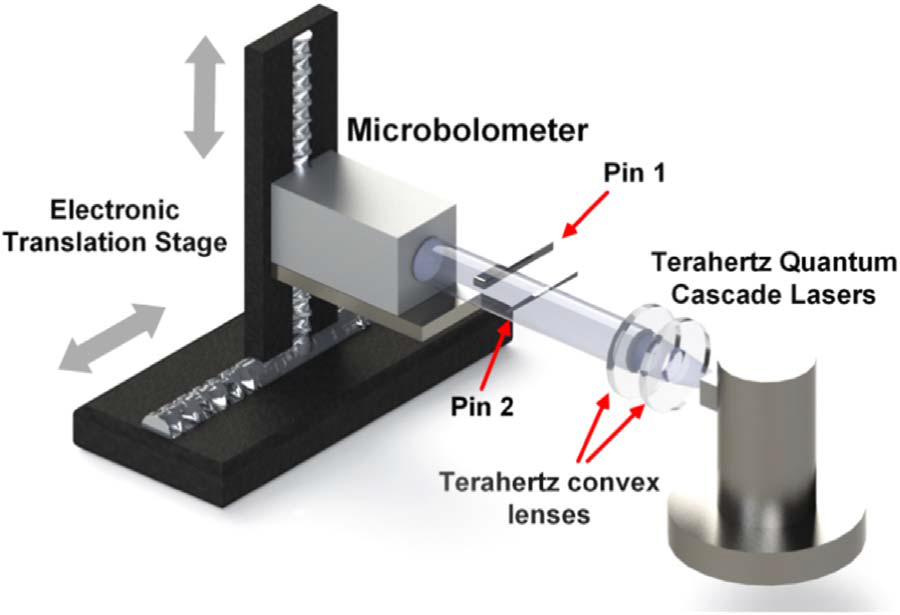 Microbolometer
Pin 1
Electronic
Translation Stage
Terahertz Quantum
Cascade Lasers
Pin 2
Terahertz convex
lenses